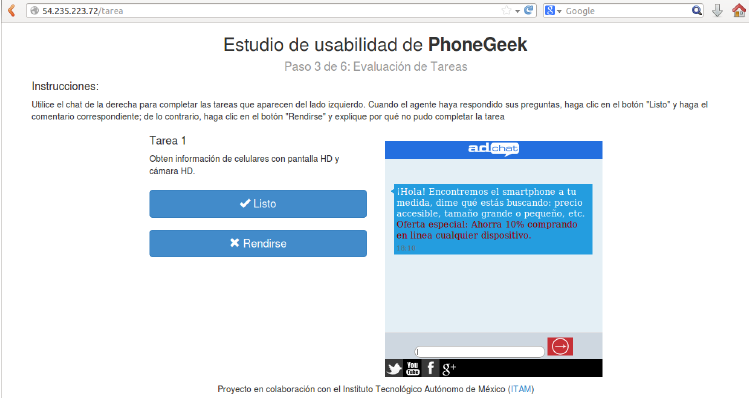 54.235.223.72/tarea
Google
Estudio de usabilidad de PhoneGeek
Paso 3 de 6: Evaluación de Tareas
Instrucciones:
Utilice el chat de la derecha para completar las tareas que aparecen del lado izquierdo. Cuando el agente haya respondido sus preguntas, haga clic en el botón "Listo" y haga el
comentario correspondiente; de lo contrario, haga clic en el botón "Rendirse" y explique por qué no pudo completar la tarea
Tarea 1
Obten información de celulares con pantalla HD y
cámara HD.
Listo
Rendirse
adchat
¡Hola! Encontremos el smartphone a tu
medida, dime qué estás buscando: precio
accesible, tamaño grande o pequeño, etc.
Oferta especial: Ahorra 10% comprando
en línea cualquier dispositivo.
You
Tube
g+
Proyecto en colaboración con el Instituto Tecnológico Autónomo de México (ITAM)